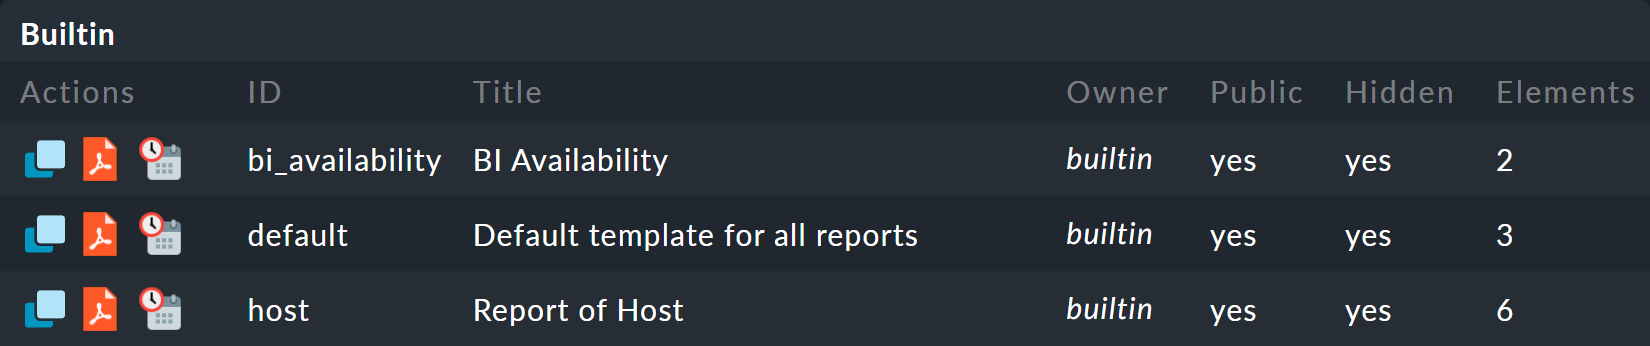 Builtin
Actions ID Title Owner Public Hidden Elements
bi_availability BI Availability builtin yes yes 2
default Default template for all reports builtin yes yes 3
host Report of Host builtin yes yes 6